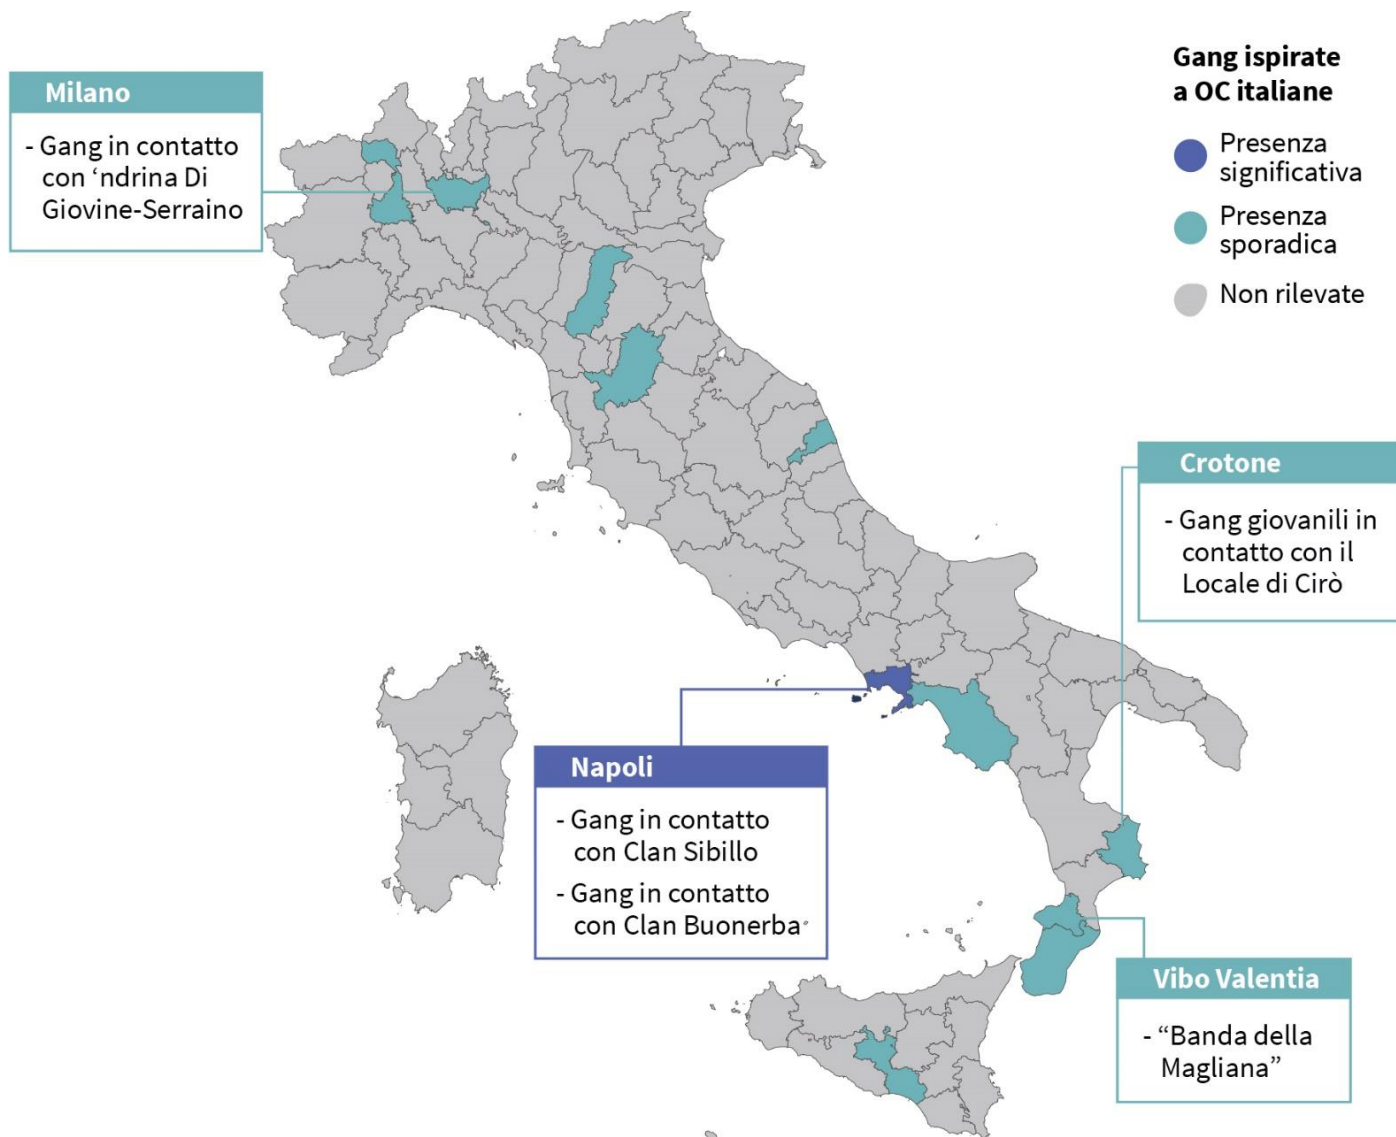 Milano
- Gang in contatto
con ‘ndrina Di
Giovine-Serraino
Gang ispirate
a OC italiane
Presenza
significativa
Presenza
sporadica
Non rilevate
Crotone
- Gang giovanili in
contatto con il
Locale di Cirò
Napoli
- Gang in contatto
con Clan Sibillo
- Gang in contatto
con Clan Buonerba
Vibo Valentia
- “Banda della
Magliana”